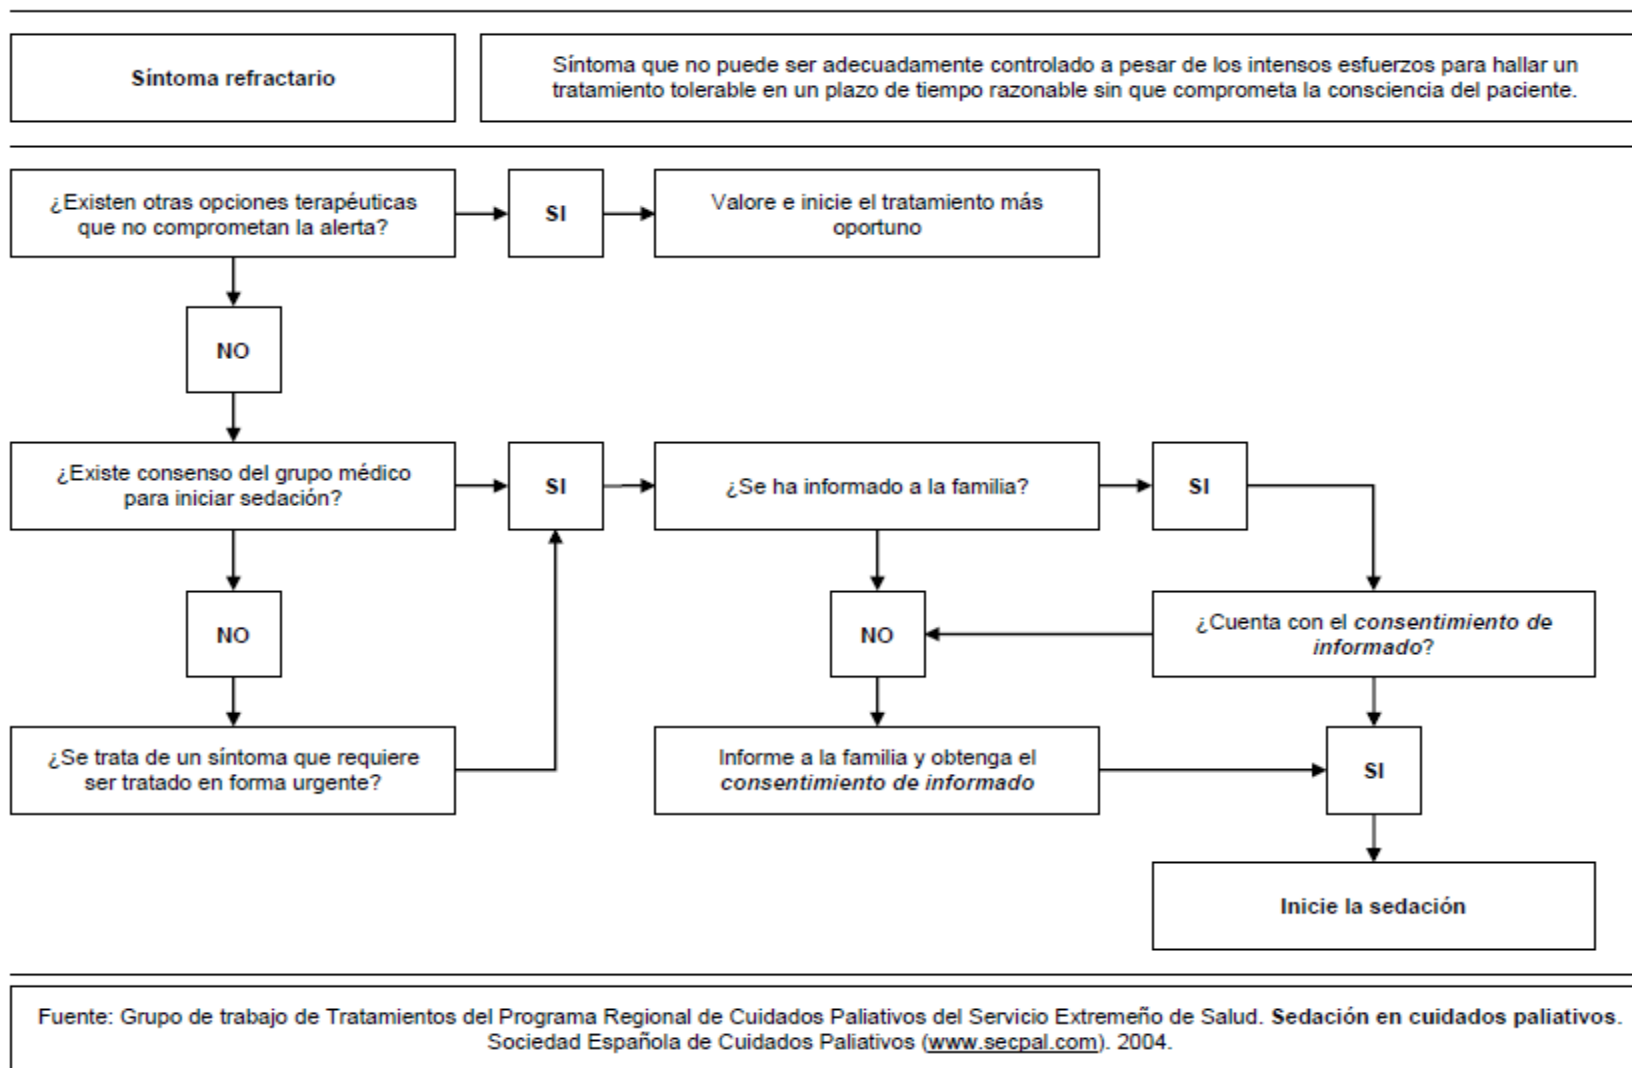 Síntoma refractario
Síntoma que no puede ser adecuadamente controlado a pesar de los intensos esfuerzos para hallar un
tratamiento tolerable en un plazo de tiempo razonable sin que comprometa la consciencia del paciente.
¿Existen otras opciones terapéuticas
que no comprometan la alerta?
SI
Valore e inicie el tratamiento más
oportuno
NO
¿Existe consenso del grupo médico
para iniciar sedación?
SI
¿Se ha informado a la familia?
SI
NO
NO
¿Cuenta con el consentimiento de
informado?
¿Se trata de un síntoma que requiere
ser tratado en forma urgente?
Informe a la familia y obtenga el
consentimiento de informado
SI
Inicie la sedación
Fuente: Grupo de trabajo de Tratamientos del Programa Regional de Cuidados Paliativos del Servicio Extremeño de Salud. Sedación en cuidados paliativos.
Sociedad Española de Cuidados Paliativos (www.secpal.com). 2004.